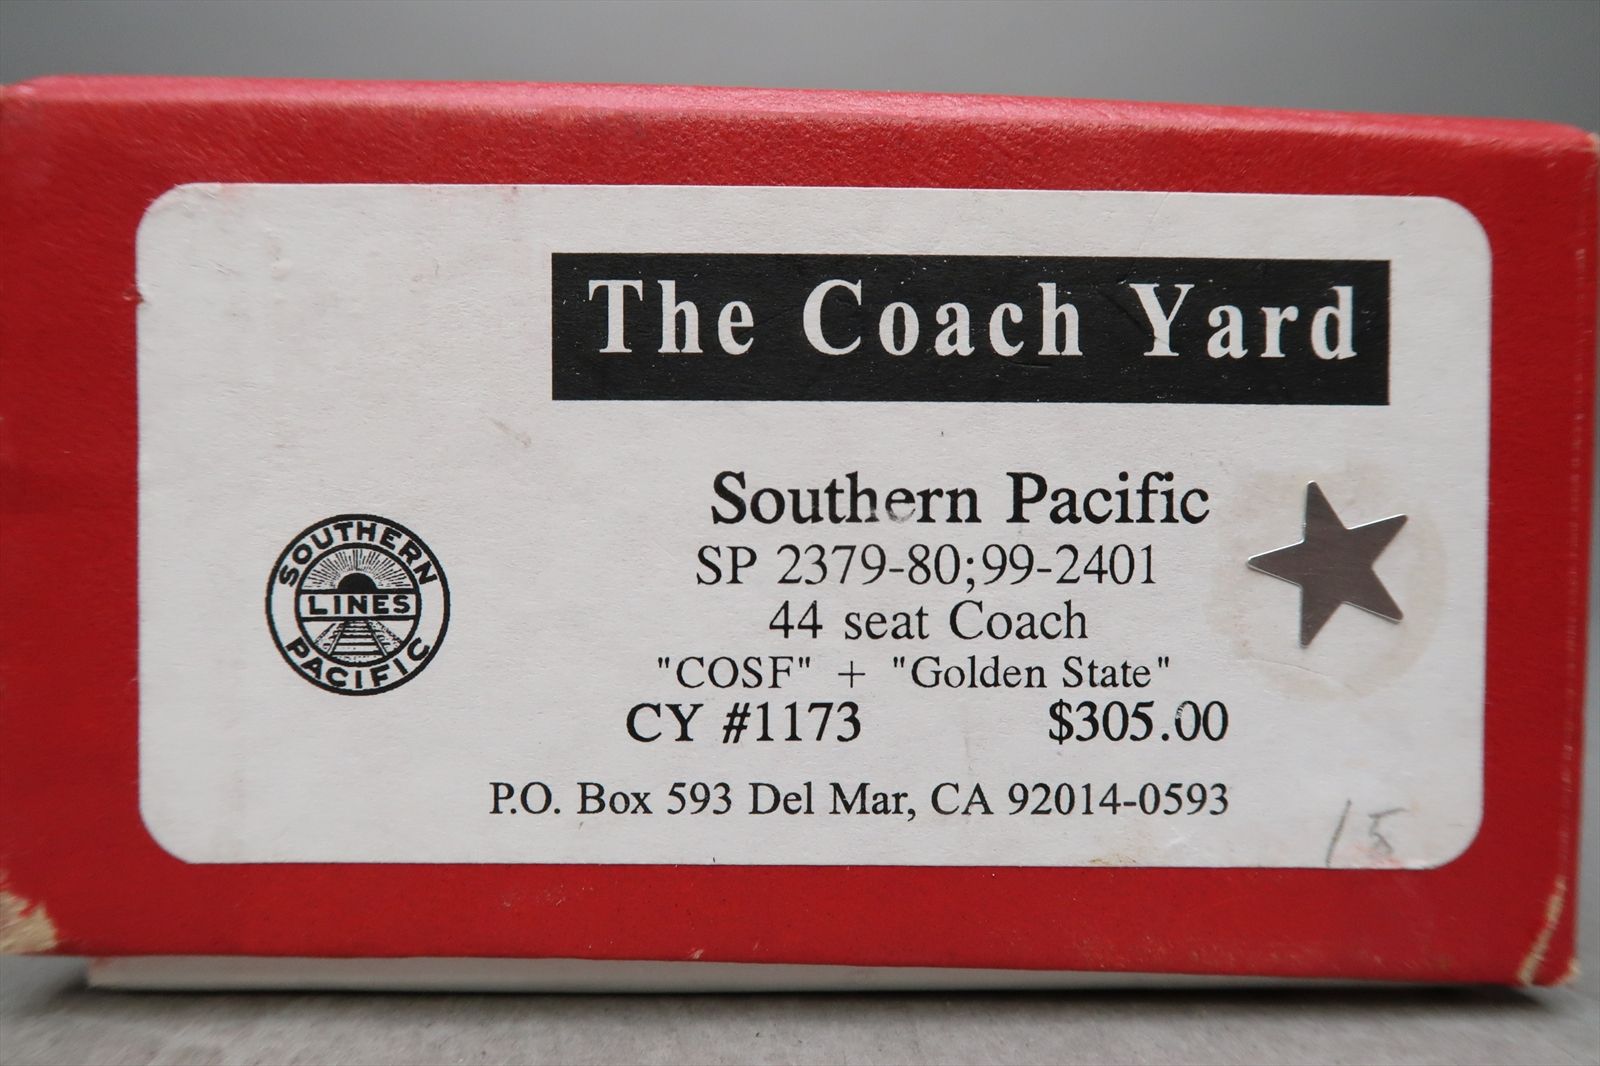 The Coach Yard
Southern Pacific
SP 2379-80;99-2401
44 seat Coach
"COSF" + "Golden State"
CY #1173 $305.00
P.O. Box 593 Del Mar, CA 92014-0593
SOUTHERN
LINES
PACIFIC
15